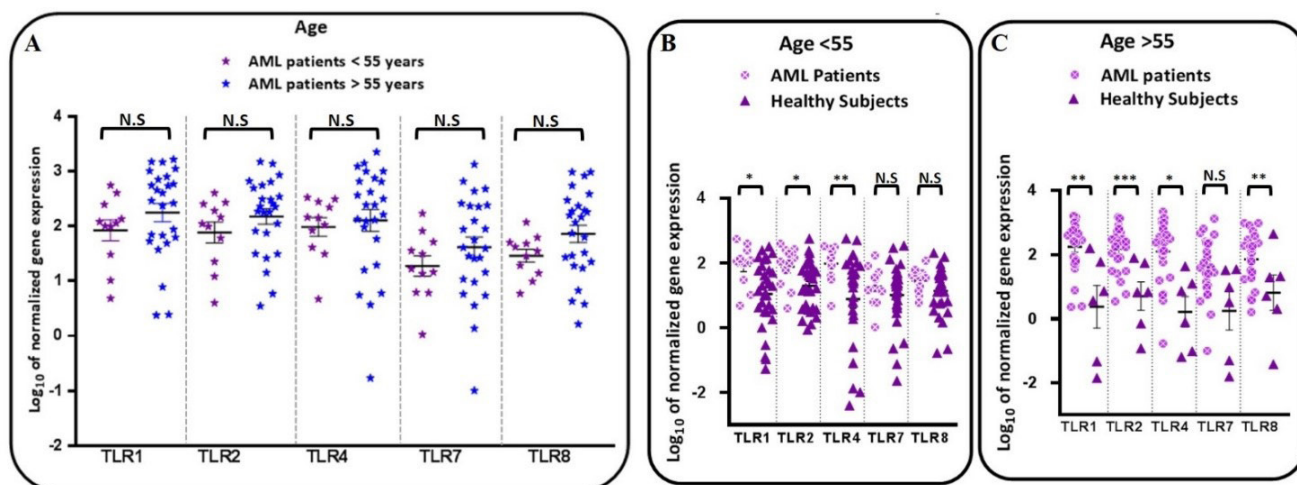 A
Age
AML patients < 55 years
AML patients > 55 years
N.S
N.S
N.S
N.S
N.S
Log10 of normalized gene expression
4
3
2
1
0
-1
-2
TLR1
TLR2
TLR4
TLR7
TLR8
B
Age <55
AML Patients
Healthy Subjects
*
*
**
N.S
N.S
Log10 of normalized gene expression
4
2
0
-2
TLR1
TLR2
TLR4
TLR7
TLR8
C
Age >55
AML patients
Healthy Subjects
**
***
*
N.S
**
Log10 of normalized gene expression
4
2
0
-2
TLR1
TLR2
TLR4
TLR7
TLR8